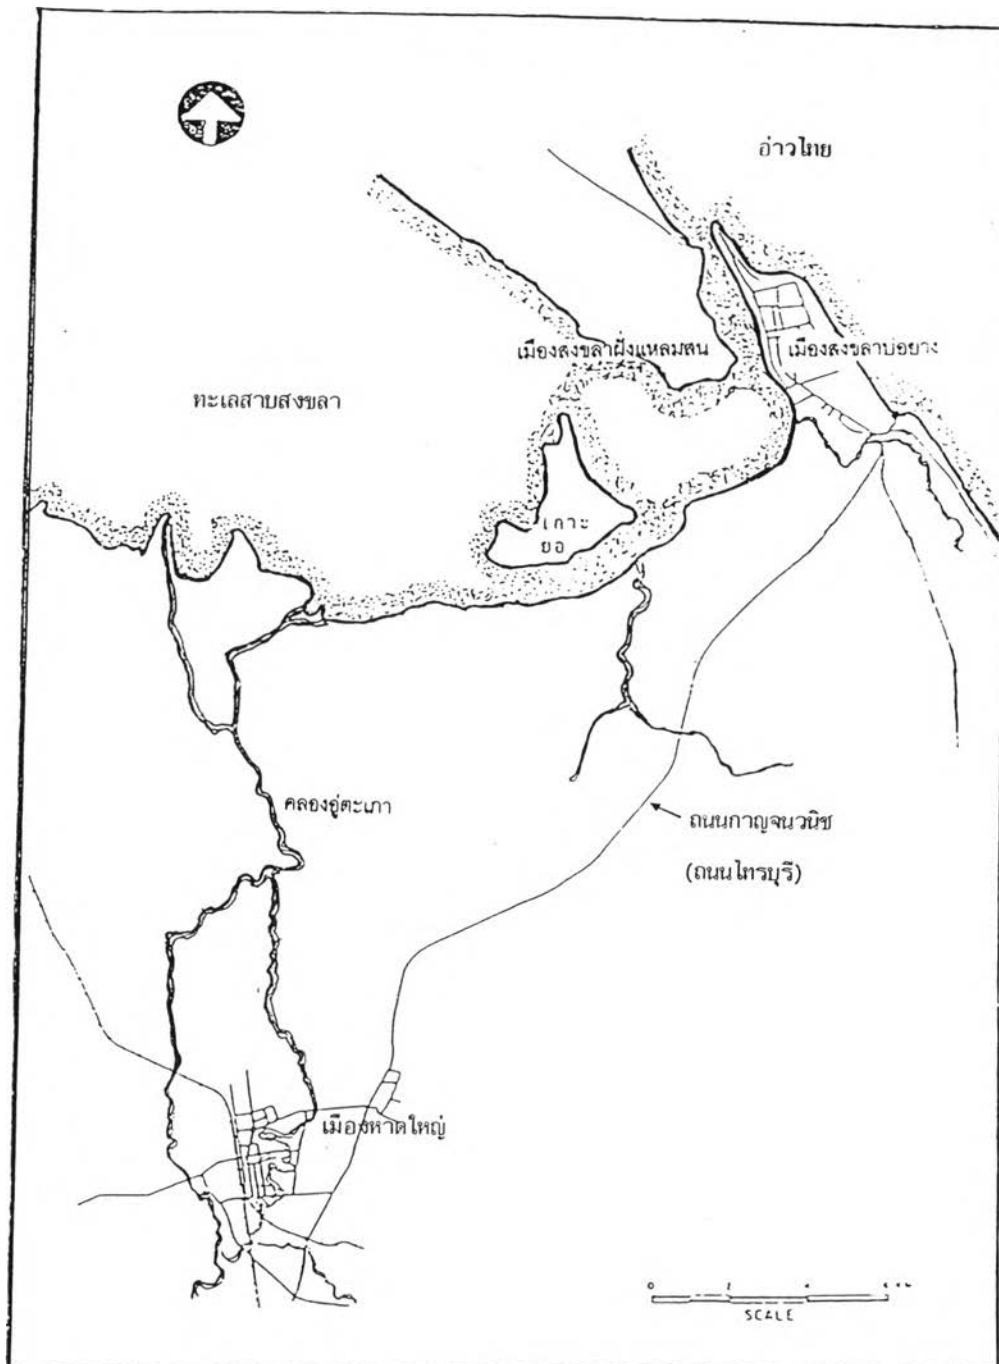 อ่าวไทย
เมืองสงขลาฝั่งแหลมสน
เมืองสงขลาบ่อยาง
ทะเลสาบสงขลา
เกาะ
ยอ
คลองอู่ตะเภา
ถนนกาญจนวนิช
(ถนนไทรบุรี)
เมืองหาดใหญ่
0
SCALE